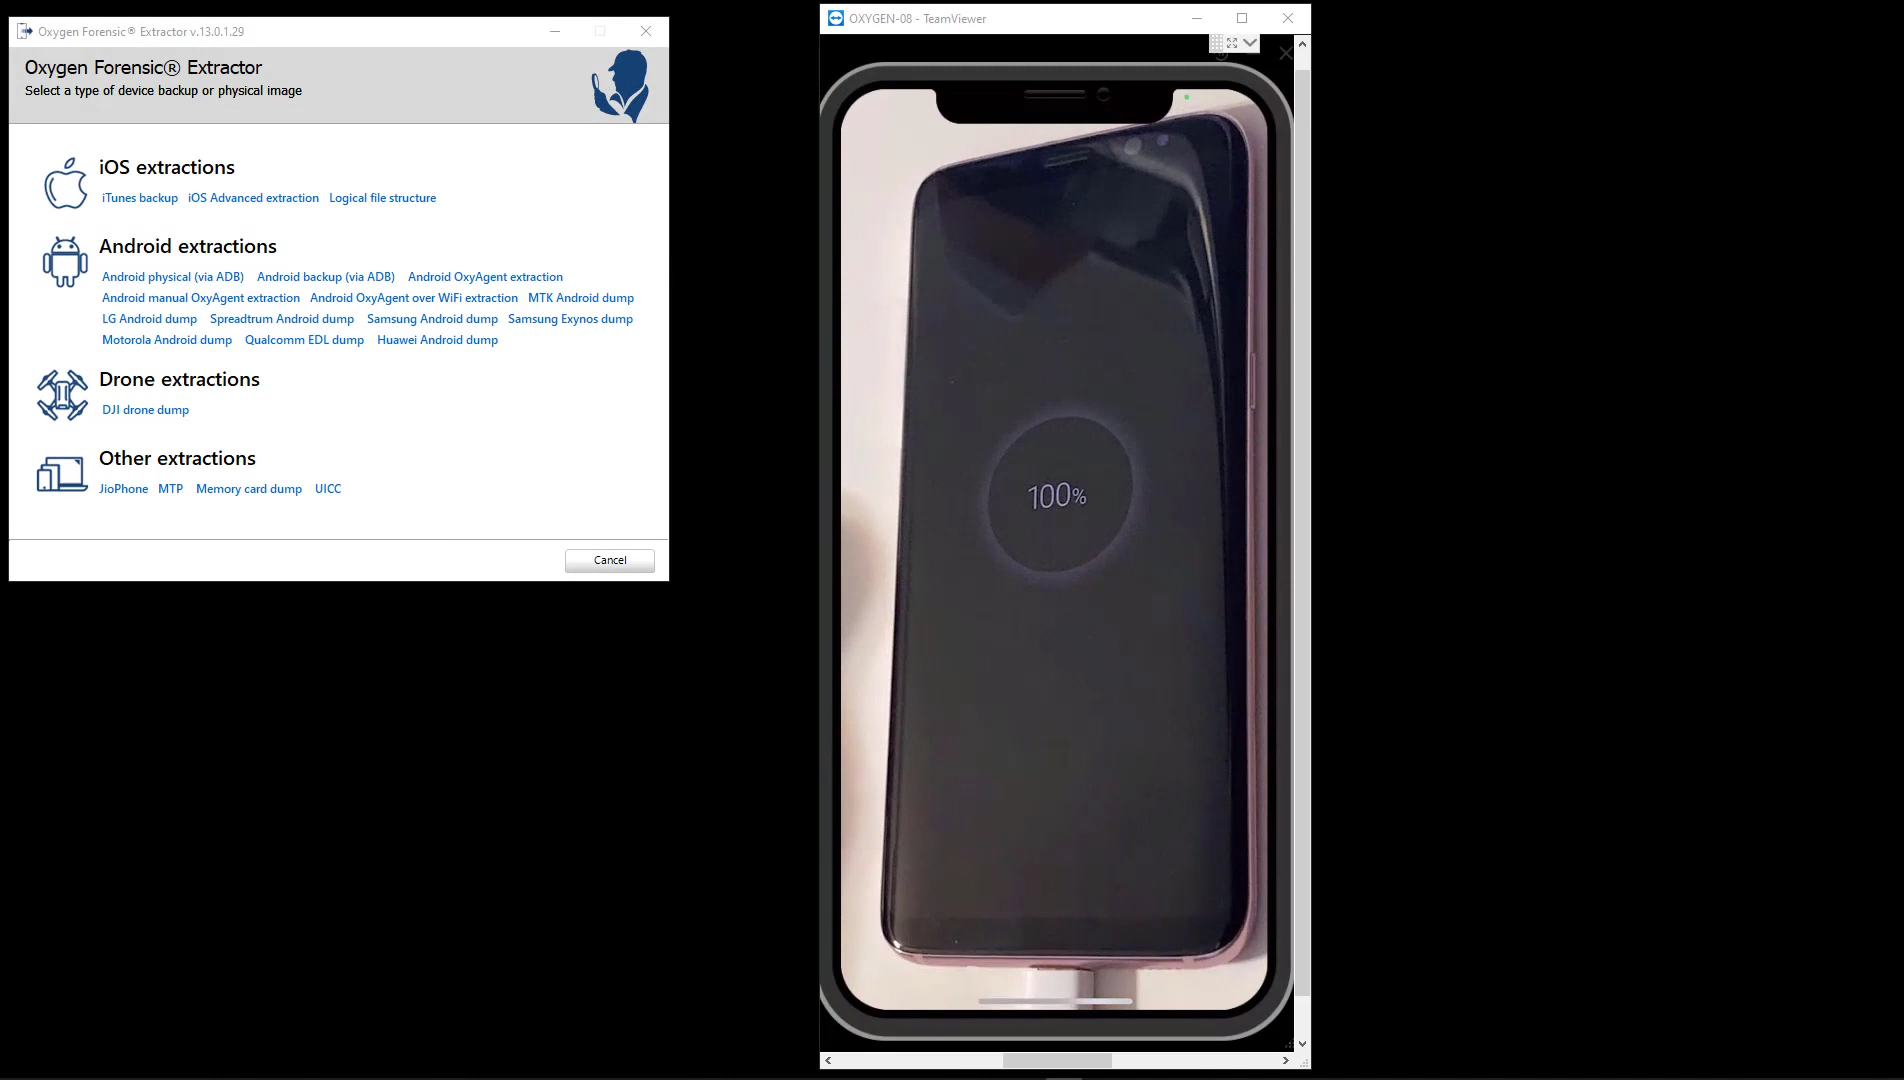 Oxygen Forensic® Extractor v.13.0.1.29
Oxygen Forensic® Extractor
Select a type of device backup or physical image
iOS extractions
iTunes backup iOS Advanced extraction Logical file structure
Android extractions
Android physical (via ADB) Android backup (via ADB) Android OxyAgent extraction
Android manual OxyAgent extraction Android OxyAgent over WiFi extraction MTK Android dump
LG Android dump Spreadtrum Android dump Samsung Android dump Samsung Exynos dump
Motorola Android dump Qualcomm EDL dump Huawei Android dump
Drone extractions
DJI drone dump
Other extractions
JioPhone MTP Memory card dump UICC
Cancel
OXYGEN-08 - TeamViewer
100%